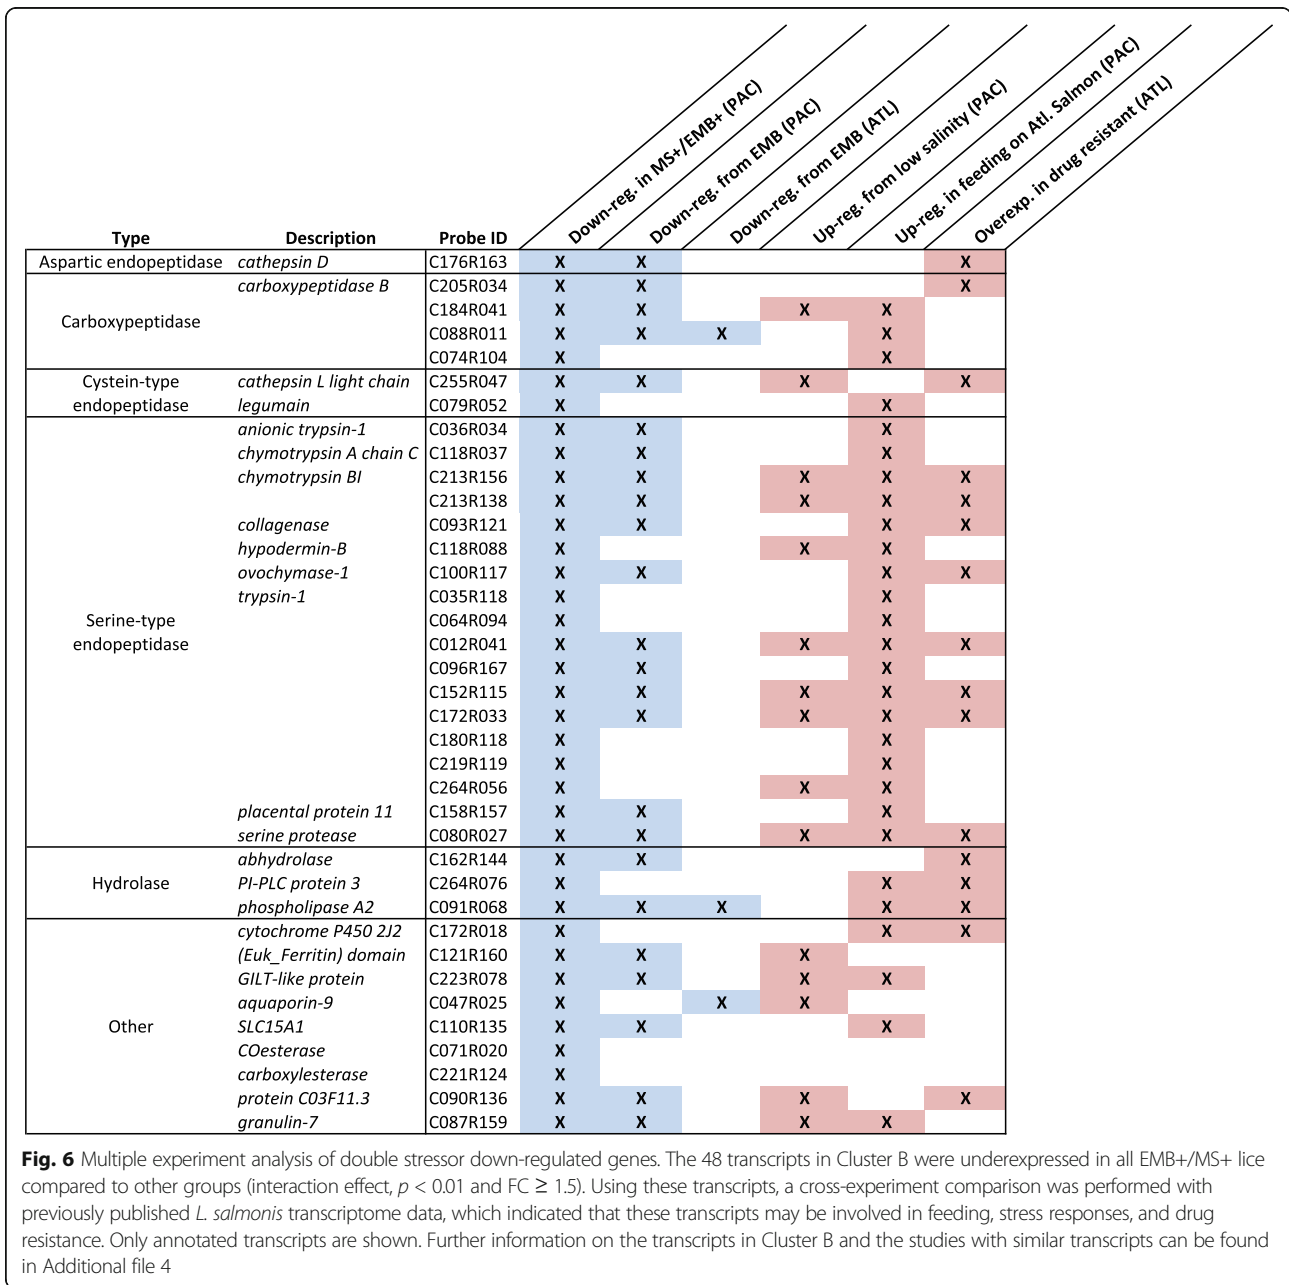 Down-reg. in MS+/EMB+ (PAC)
Down-reg. from EMB (PAC)
Down-reg. from EMB (ATL)
Up-reg. from low salinity (PAC)
Up-reg. in feeding on Atl. Salmon (PAC)
Overexp. in drug resistant (ATL)
Type Description Probe ID
Aspartic endopeptidase cathepsin D C176R163 X X X
Carboxypeptidase
carboxypeptidase B C205R034 X X X
C184R041 X X X X
C088R011 X X X X
C074R104 X X
Cystein-type
endopeptidase
cathepsin L light chain C255R047 X X X X
legumain C079R052 X X
Serine-type
endopeptidase
anionic trypsin-1 C036R034 X X X
chymotrypsin A chain C C118R037 X X X
chymotrypsin BI C213R156 X X X X X
C213R138 X X X X X
collagenase C093R121 X X X X
hypodermin-B C118R088 X X X
ovochymase-1 C100R117 X X X X
trypsin-1 C035R118 X X
C064R094 X X
C012R041 X X X X X
C096R167 X X X
C152R115 X X X X X
C172R033 X X X X X
C180R118 X X
C219R119 X X
C264R056 X X X
placental protein 11 C158R157 X X X
serine protease C080R027 X X X X X
Hydrolase
abhydrolase C162R144 X X X
PI-PLC protein 3 C264R076 X X X
phospholipase A2 C091R068 X X X X X
Other
cytochrome P450 2J2 C172R018 X X X
(Euk_Ferritin) domain C121R160 X X X
GILT-like protein C223R078 X X X X
aquaporin-9 C047R025 X X X
SLC15A1 C110R135 X X X
COesterase C071R020 X
carboxylesterase C221R124 X
protein C03F11.3 C090R136 X X X X
granulin-7 C087R159 X X X X
Fig. 6 Multiple experiment analysis of double stressor down-regulated genes. The 48 transcripts in Cluster B were underexpressed in all EMB+/MS+ lice
compared to other groups (interaction effect, p < 0.01 and FC ≥ 1.5). Using these transcripts, a cross-experiment comparison was performed with
previously published L. salmonis transcriptome data, which indicated that these transcripts may be involved in feeding, stress responses, and drug
resistance. Only annotated transcripts are shown. Further information on the transcripts in Cluster B and the studies with similar transcripts can be found
in Additional file 4